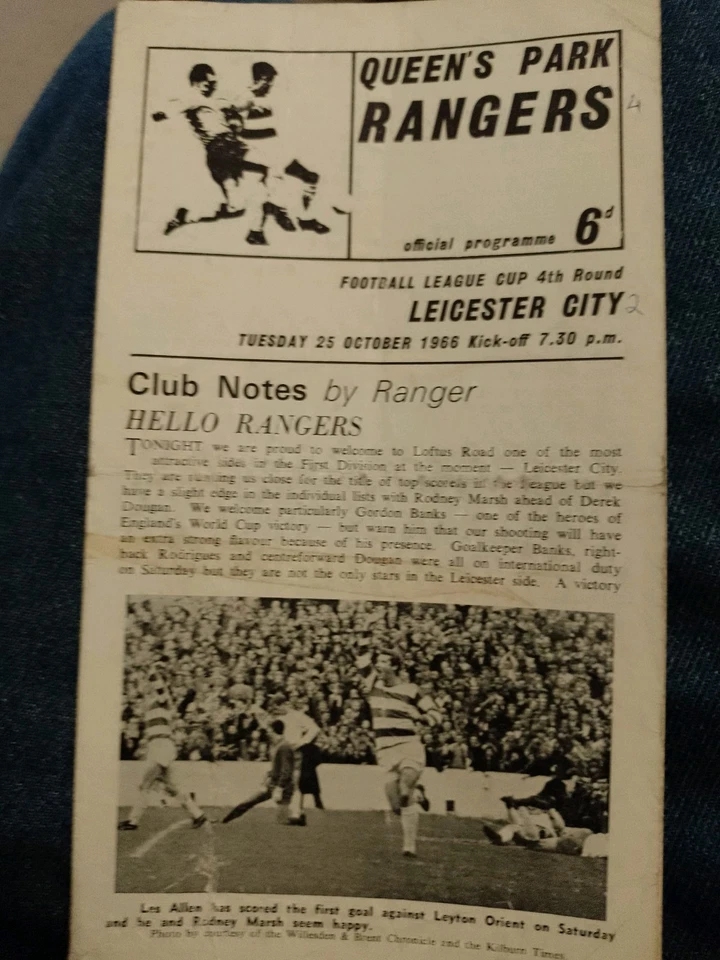 QUEEN'S PARK
RANGERS 4
official programme 6d
FOOTBALL LEAGUE CUP 4th Round
LEICESTER CITY 2
TUESDAY 25 OCTOBER 1966 Kick-off 7.30 p.m.
Club Notes by Ranger
HELLO RANGERS
TONIGHT we are proud to welcome to Loftus Road one of the most
attractive sides in the First Division at the moment — Leicester City.
They are running us close for the title of top scorers in the League but we
have a slight edge in the individual lists with Rodney Marsh ahead of Derek
Dougan. We welcome particularly Gordon Banks — one of the heroes of
England's World Cup victory — but warn him that our shooting will have
an extra strong flavour because of his presence. Goalkeeper Banks, right-
back Rodrigues and centreforward Dougan were all on international duty
on Saturday but they are not the only stars in the Leicester side. A victory
Les Allen has scored the first goal against Leyton Orient on Saturday
and he and Rodney Marsh seem happy.
Photo by courtesy of the Willesden & Brent Chronicle and the Kilburn Times